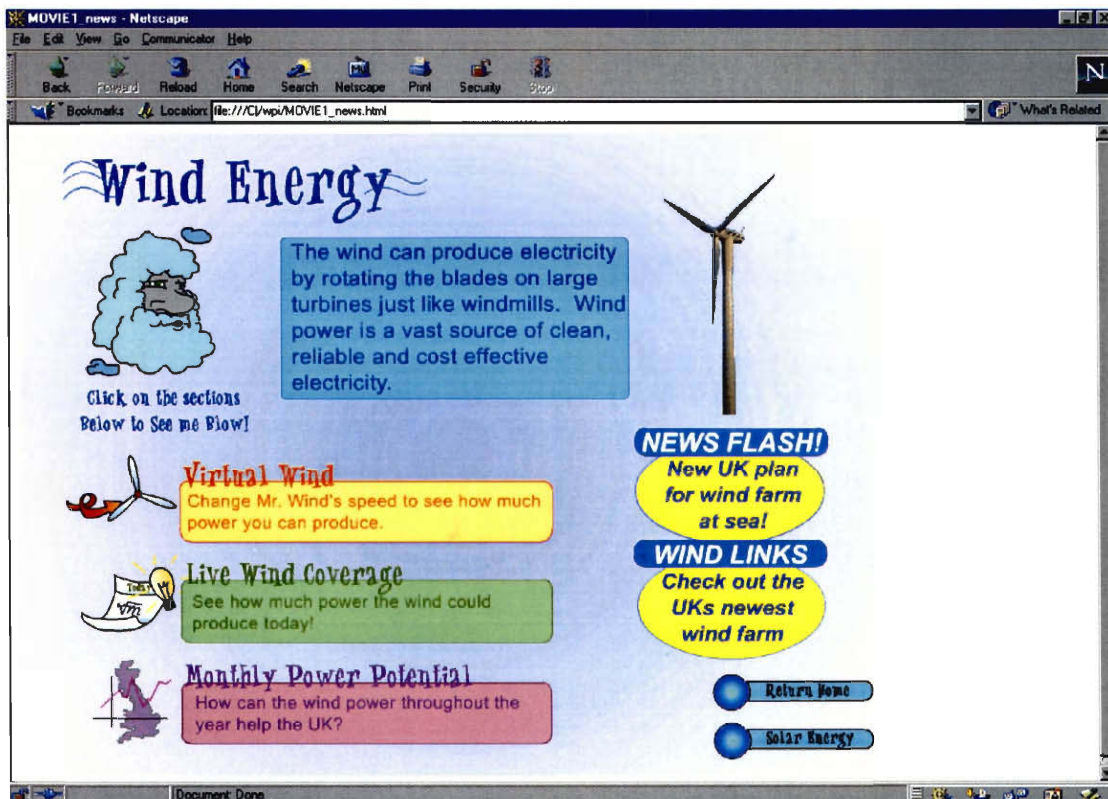 MOVIE1_news - Netscape
File Edit View Go Communicator Help
Back Forward Reload Home Search Netscape Print Security Stop
Bookmarks Location: file:///C|/wpi/MOVIE1_news.html What's Related
Wind Energy
The wind can produce electricity
by rotating the blades on large
turbines just like windmills. Wind
power is a vast source of clean,
reliable and cost effective
electricity.
Click on the sections
Below to See me Blow!
Virtual Wind
Change Mr. Wind's speed to see how much
power you can produce.
Live Wind Coverage
See how much power the wind could
produce today!
Monthly Power Potential
How can the wind power throughout the
year help the UK?
NEWS FLASH!
New UK plan
for wind farm
at sea!
WIND LINKS
Check out the
UKs newest
wind farm
Return Home
Solar Energy
Document: Done